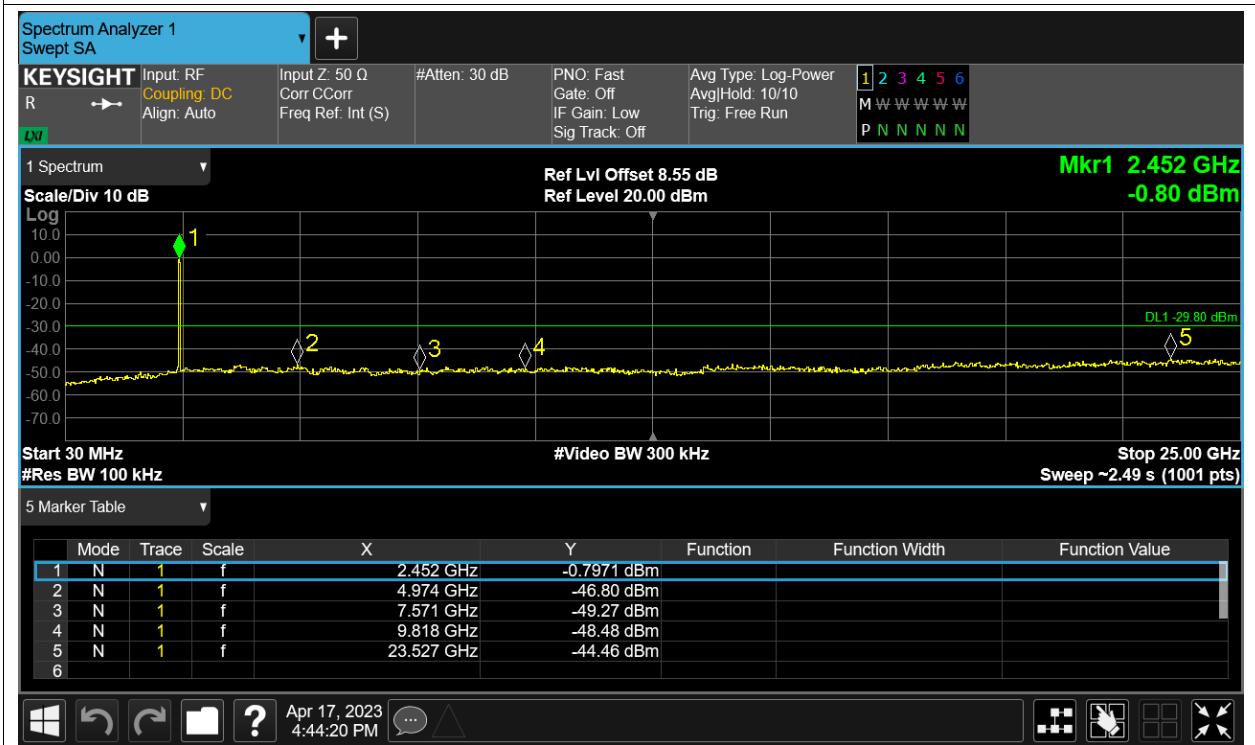 Spectrum Analyzer 1
Swept SA
KEYSIGHT
R
LXI
Input: RF
Coupling: DC
Align: Auto
Input Z: 50 Ω
Corr CCorr
Freq Ref: Int (S)
#Atten: 30 dB
PNO: Fast
Gate: Off
IF Gain: Low
Sig Track: Off
Avg Type: Log-Power
Avg|Hold: 10/10
Trig: Free Run
1 2 3 4 5 6
M W W W W W
P N N N N N
1 Spectrum
Scale/Div 10 dB
Ref Lvl Offset 8.55 dB
Ref Level 20.00 dBm
Mkr1 2.452 GHz
-0.80 dBm
Log
10.0
0.00
-10.0
-20.0
-30.0
-40.0
-50.0
-60.0
-70.0
1
2
3
4
5
DL1 -29.80 dBm
Start 30 MHz
#Video BW 300 kHz
Stop 25.00 GHz
#Res BW 100 kHz
Sweep ~2.49 s (1001 pts)
5 Marker Table
Mode Trace Scale X Y Function Function Width Function Value
1 N 1 f 2.452 GHz -0.7971 dBm
2 N 1 f 4.974 GHz -46.80 dBm
3 N 1 f 7.571 GHz -49.27 dBm
4 N 1 f 9.818 GHz -48.48 dBm
5 N 1 f 23.527 GHz -44.46 dBm
6
?
Apr 17, 2023
4:44:20 PM